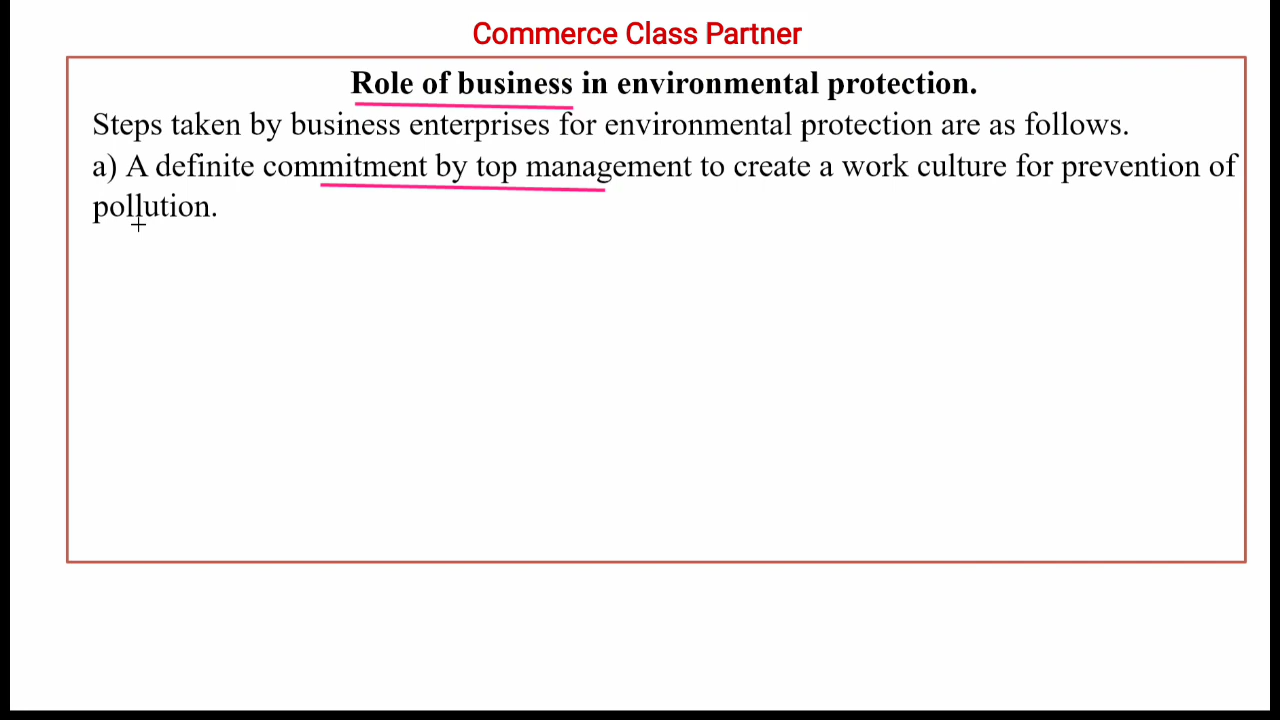 Commerce Class Partner
Role of business in environmental protection.
Steps taken by business enterprises for environmental protection are as follows.
a) A definite commitment by top management to create a work culture for prevention of
pollution.